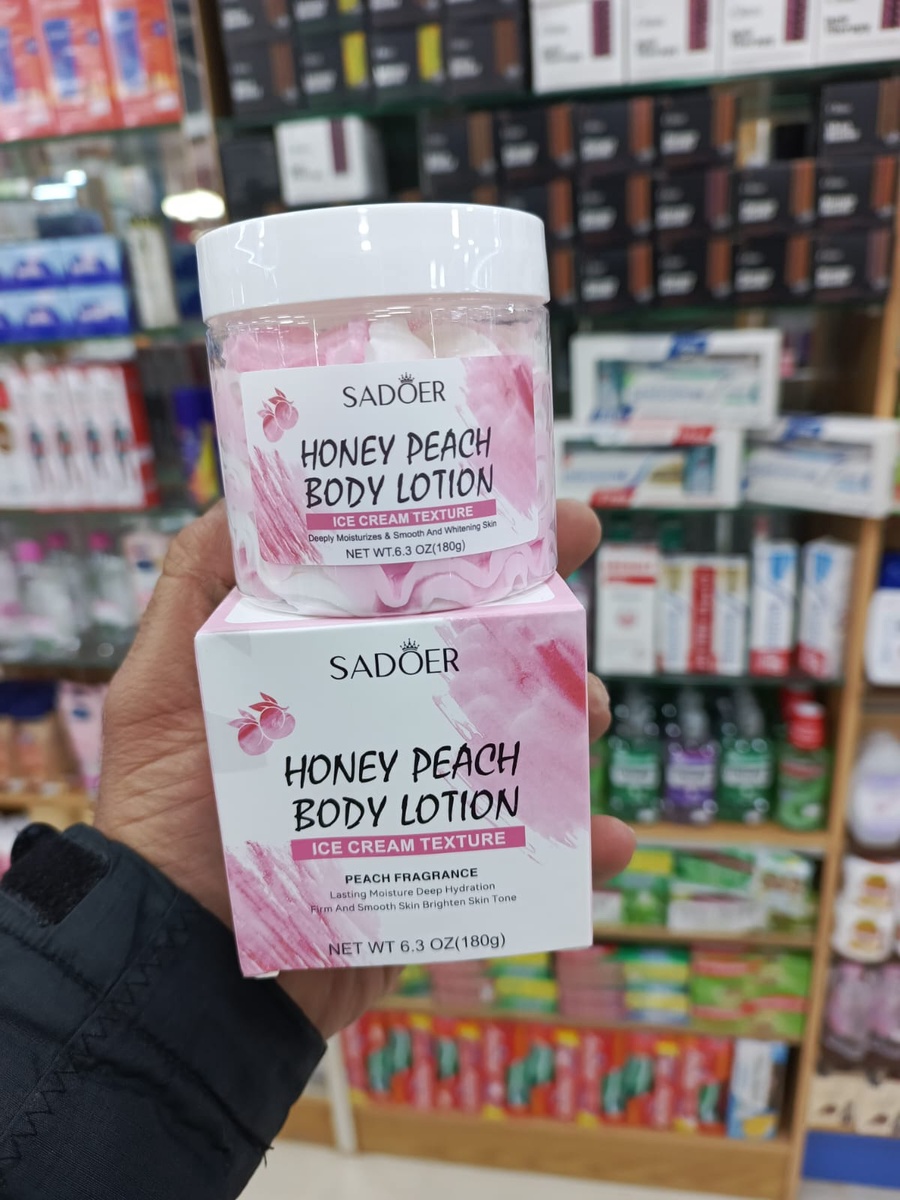 SADOER
HONEY PEACH
BODY LOTION
ICE CREAM TEXTURE
Deeply Moisturizes & Smooth And Whitening Skin
NET WT.6.3 OZ(180g)
SADOER
HONEY PEACH
BODY LOTION
ICE CREAM TEXTURE
PEACH FRAGRANCE
Lasting Moisture Deep Hydration
Firm And Smooth Skin Brighten Skin Tone
NET WT 6.3 OZ(180g)